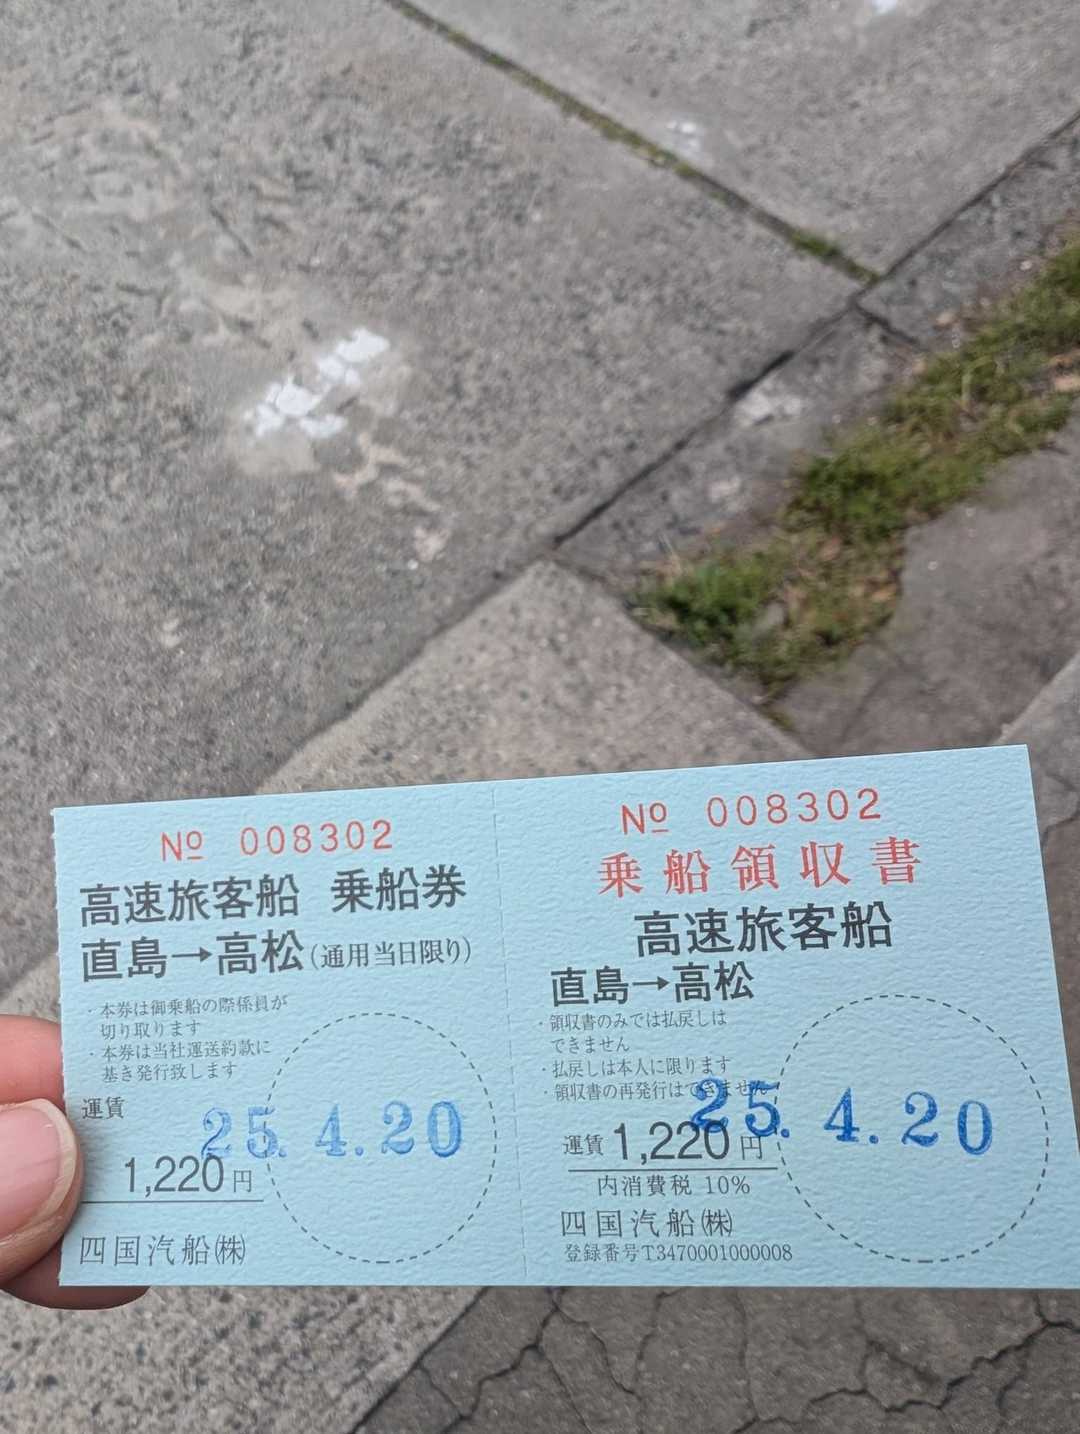 No 008302
高速旅客船 乗船券
直島→高松(通用当日限り)
・本券は御乗船の際係員が
切り取ります
・本券は当社運送約款に
基き発行致します
運賃
25.4.20
1,220円
四国汽船㈱
No 008302
乗船領収書
高速旅客船
直島→高松
・領収書のみでは払戻しは
できません
・払戻しは本人に限ります
・領収書の再発行はできません
25.4.20
運賃 1,220円
内消費税 10%
四国汽船㈱
登録番号T3470001000008